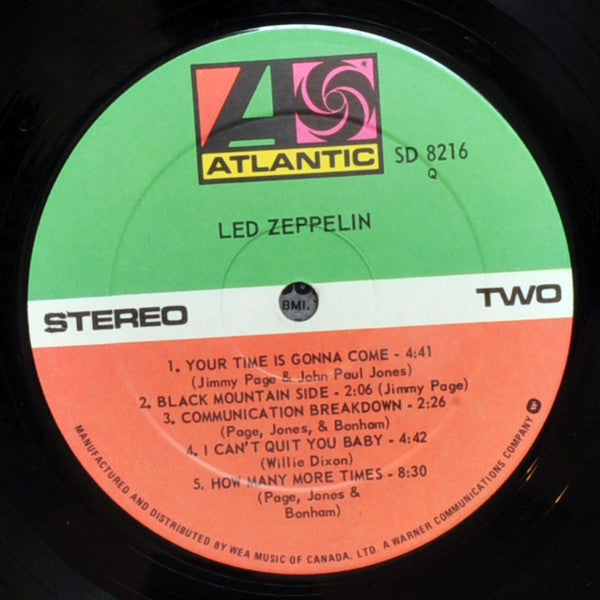 ATLANTIC
SD 8216
Q
LED ZEPPELIN
BMI.
STEREO
TWO
1. YOUR TIME IS GONNA COME - 4:41
(Jimmy Page & John Paul Jones)
2. BLACK MOUNTAIN SIDE - 2:06 (Jimmy Page)
3. COMMUNICATION BREAKDOWN - 2:26
(Page, Jones, & Bonham)
4. I CAN'T QUIT YOU BABY - 4:42
(Willie Dixon)
5. HOW MANY MORE TIMES - 8:30
(Page, Jones &
Bonham)
MANUFACTURED AND DISTRIBUTED BY WEA MUSIC OF CANADA, LTD. A WARNER COMMUNICATIONS COMPANY